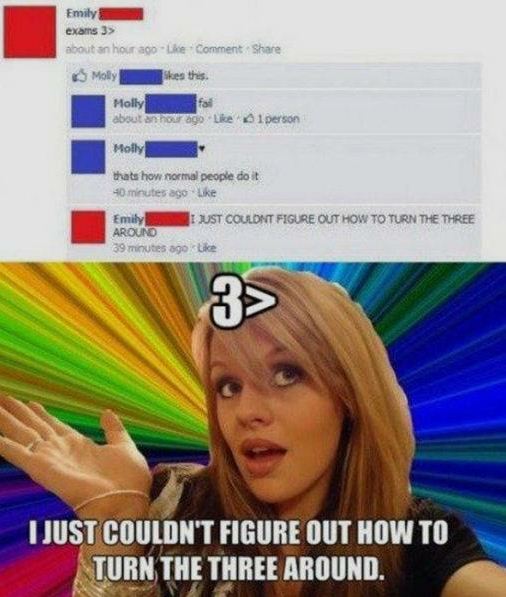 Emily
exams 3>
about an hour ago · Like · Comment · Share
Molly likes this.
Molly fail
about an hour ago · Like · 1 person
Molly ♥
thats how normal people do it
40 minutes ago · Like
Emily I JUST COULDNT FIGURE OUT HOW TO TURN THE THREE
AROUND
39 minutes ago · Like
3>
I JUST COULDN'T FIGURE OUT HOW TO
TURN THE THREE AROUND.